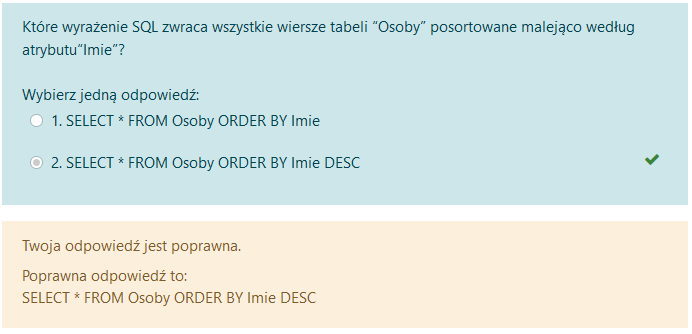 Które wyrażenie SQL zwraca wszystkie wiersze tabeli “Osoby” posortowane malejąco według
atrybutu“Imie”?
Wybierz jedną odpowiedź:
1. SELECT * FROM Osoby ORDER BY Imie
2. SELECT * FROM Osoby ORDER BY Imie DESC
Twoja odpowiedź jest poprawna.
Poprawna odpowiedź to:
SELECT * FROM Osoby ORDER BY Imie DESC